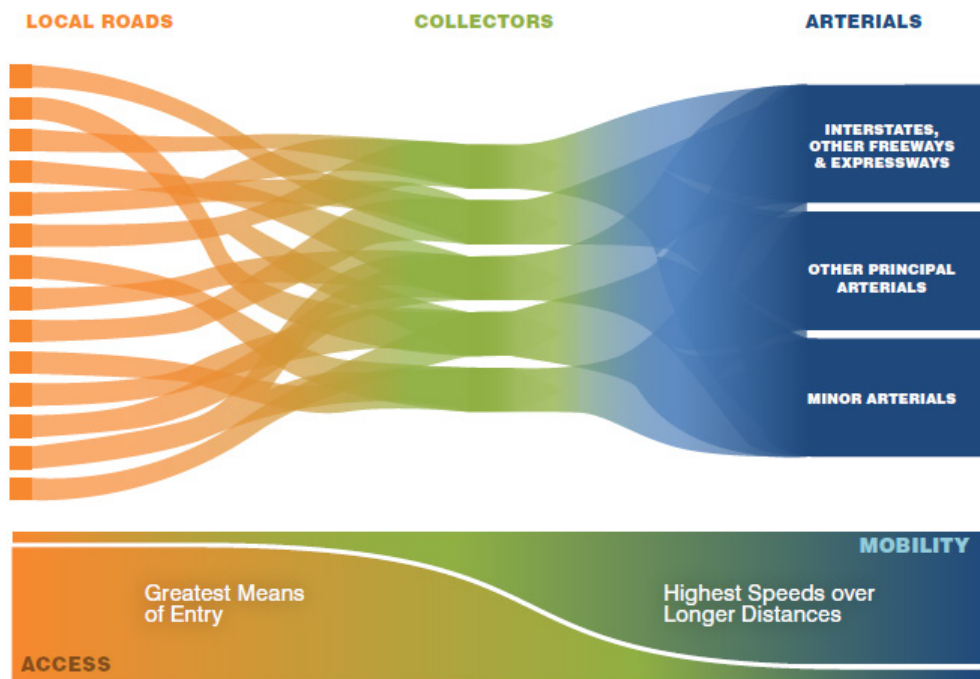 LOCAL ROADS
COLLECTORS
ARTERIALS
INTERSTATES,
OTHER FREEWAYS
& EXPRESSWAYS
OTHER PRINCIPAL
ARTERIALS
MINOR ARTERIALS
MOBILITY
Greatest Means
of Entry
Highest Speeds over
Longer Distances
ACCESS